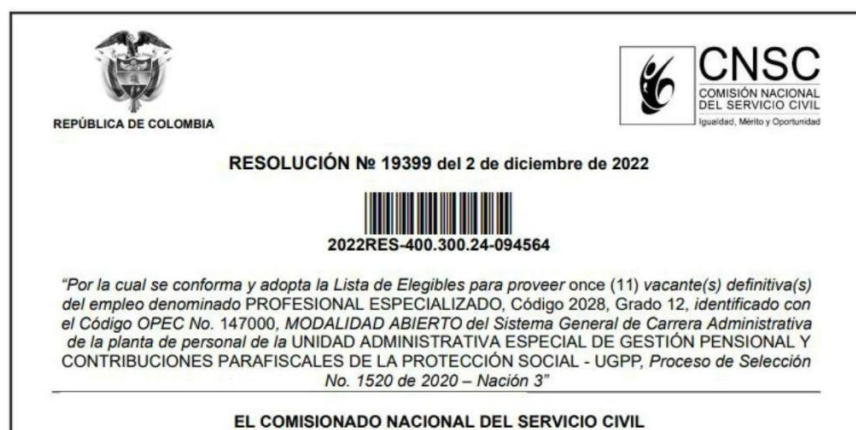 REPÚBLICA DE COLOMBIA
CNSC
COMISIÓN NACIONAL
DEL SERVICIO CIVIL
Igualdad, Mérito y Oportunidad
RESOLUCIÓN № 19399 del 2 de diciembre de 2022
2022RES-400.300.24-094564
“Por la cual se conforma y adopta la Lista de Elegibles para proveer once (11) vacante(s) definitiva(s)
del empleo denominado PROFESIONAL ESPECIALIZADO, Código 2028, Grado 12, identificado con
el Código OPEC No. 147000, MODALIDAD ABIERTO del Sistema General de Carrera Administrativa
de la planta de personal de la UNIDAD ADMINISTRATIVA ESPECIAL DE GESTIÓN PENSIONAL Y
CONTRIBUCIONES PARAFISCALES DE LA PROTECCIÓN SOCIAL - UGPP, Proceso de Selección
No. 1520 de 2020 – Nación 3”
EL COMISIONADO NACIONAL DEL SERVICIO CIVIL